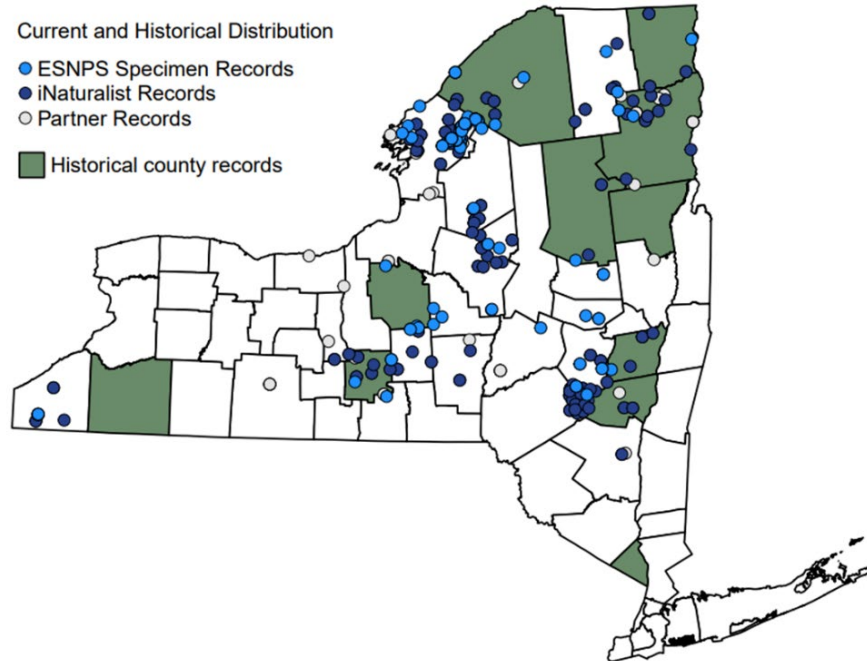 Current and Historical Distribution
ESNPS Specimen Records
iNaturalist Records
Partner Records
Historical county records